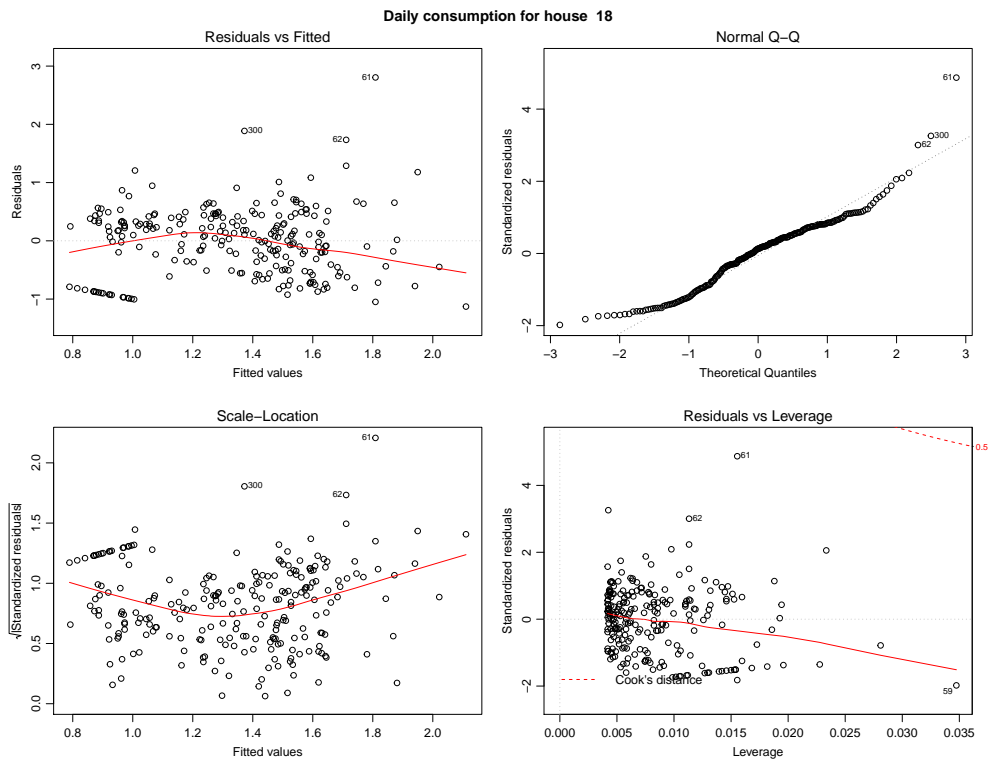 Daily consumption for house 18
Residuals vs Fitted
Residuals
3
2
1
0
−1
61
300
62
0.8 1.0 1.2 1.4 1.6 1.8 2.0
Fitted values
Normal Q−Q
Standardized residuals
4
2
0
−2
61
300
62
−3 −2 −1 0 1 2 3
Theoretical Quantiles
Scale−Location
√|Standardized residuals|
2.0
1.5
1.0
0.5
0.0
61
300
62
0.8 1.0 1.2 1.4 1.6 1.8 2.0
Fitted values
Residuals vs Leverage
Standardized residuals
4
2
0
−2
61
62
59
0.5
Cook's distance
0.000 0.005 0.010 0.015 0.020 0.025 0.030 0.035
Leverage